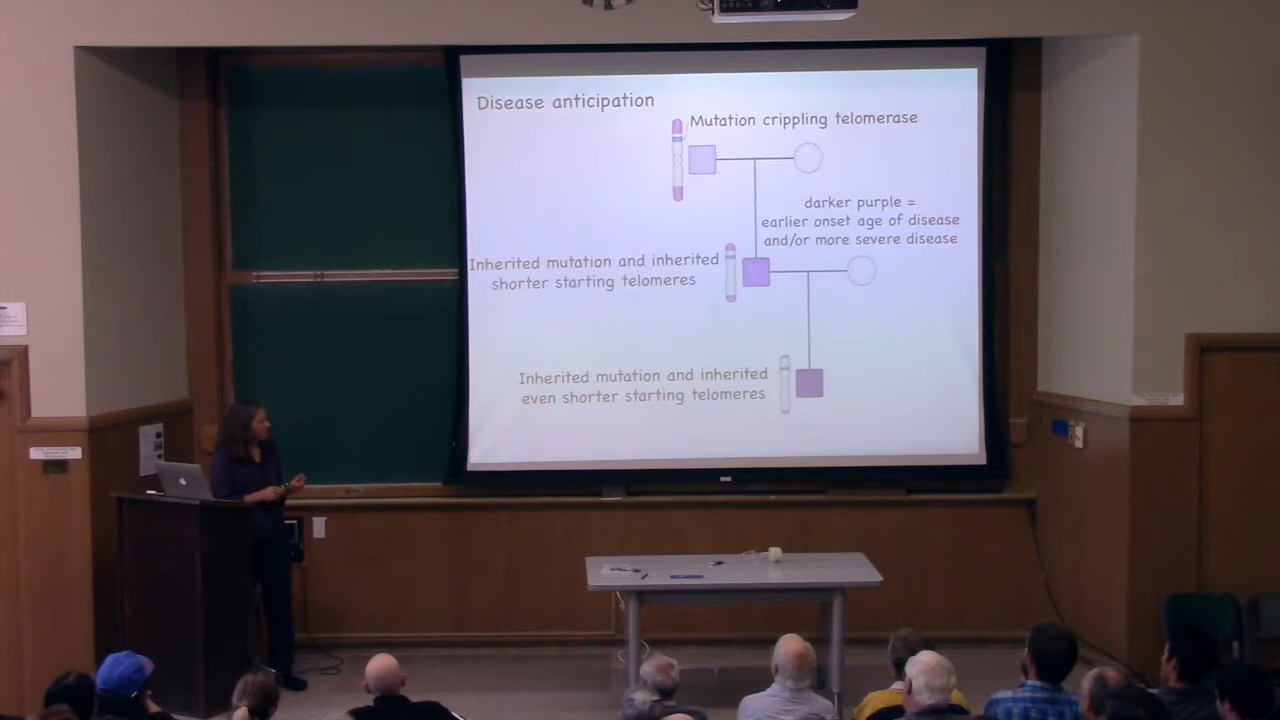 Disease anticipation
Mutation crippling telomerase
darker purple =
earlier onset age of disease
and/or more severe disease
Inherited mutation and inherited
shorter starting telomeres
Inherited mutation and inherited
even shorter starting telomeres